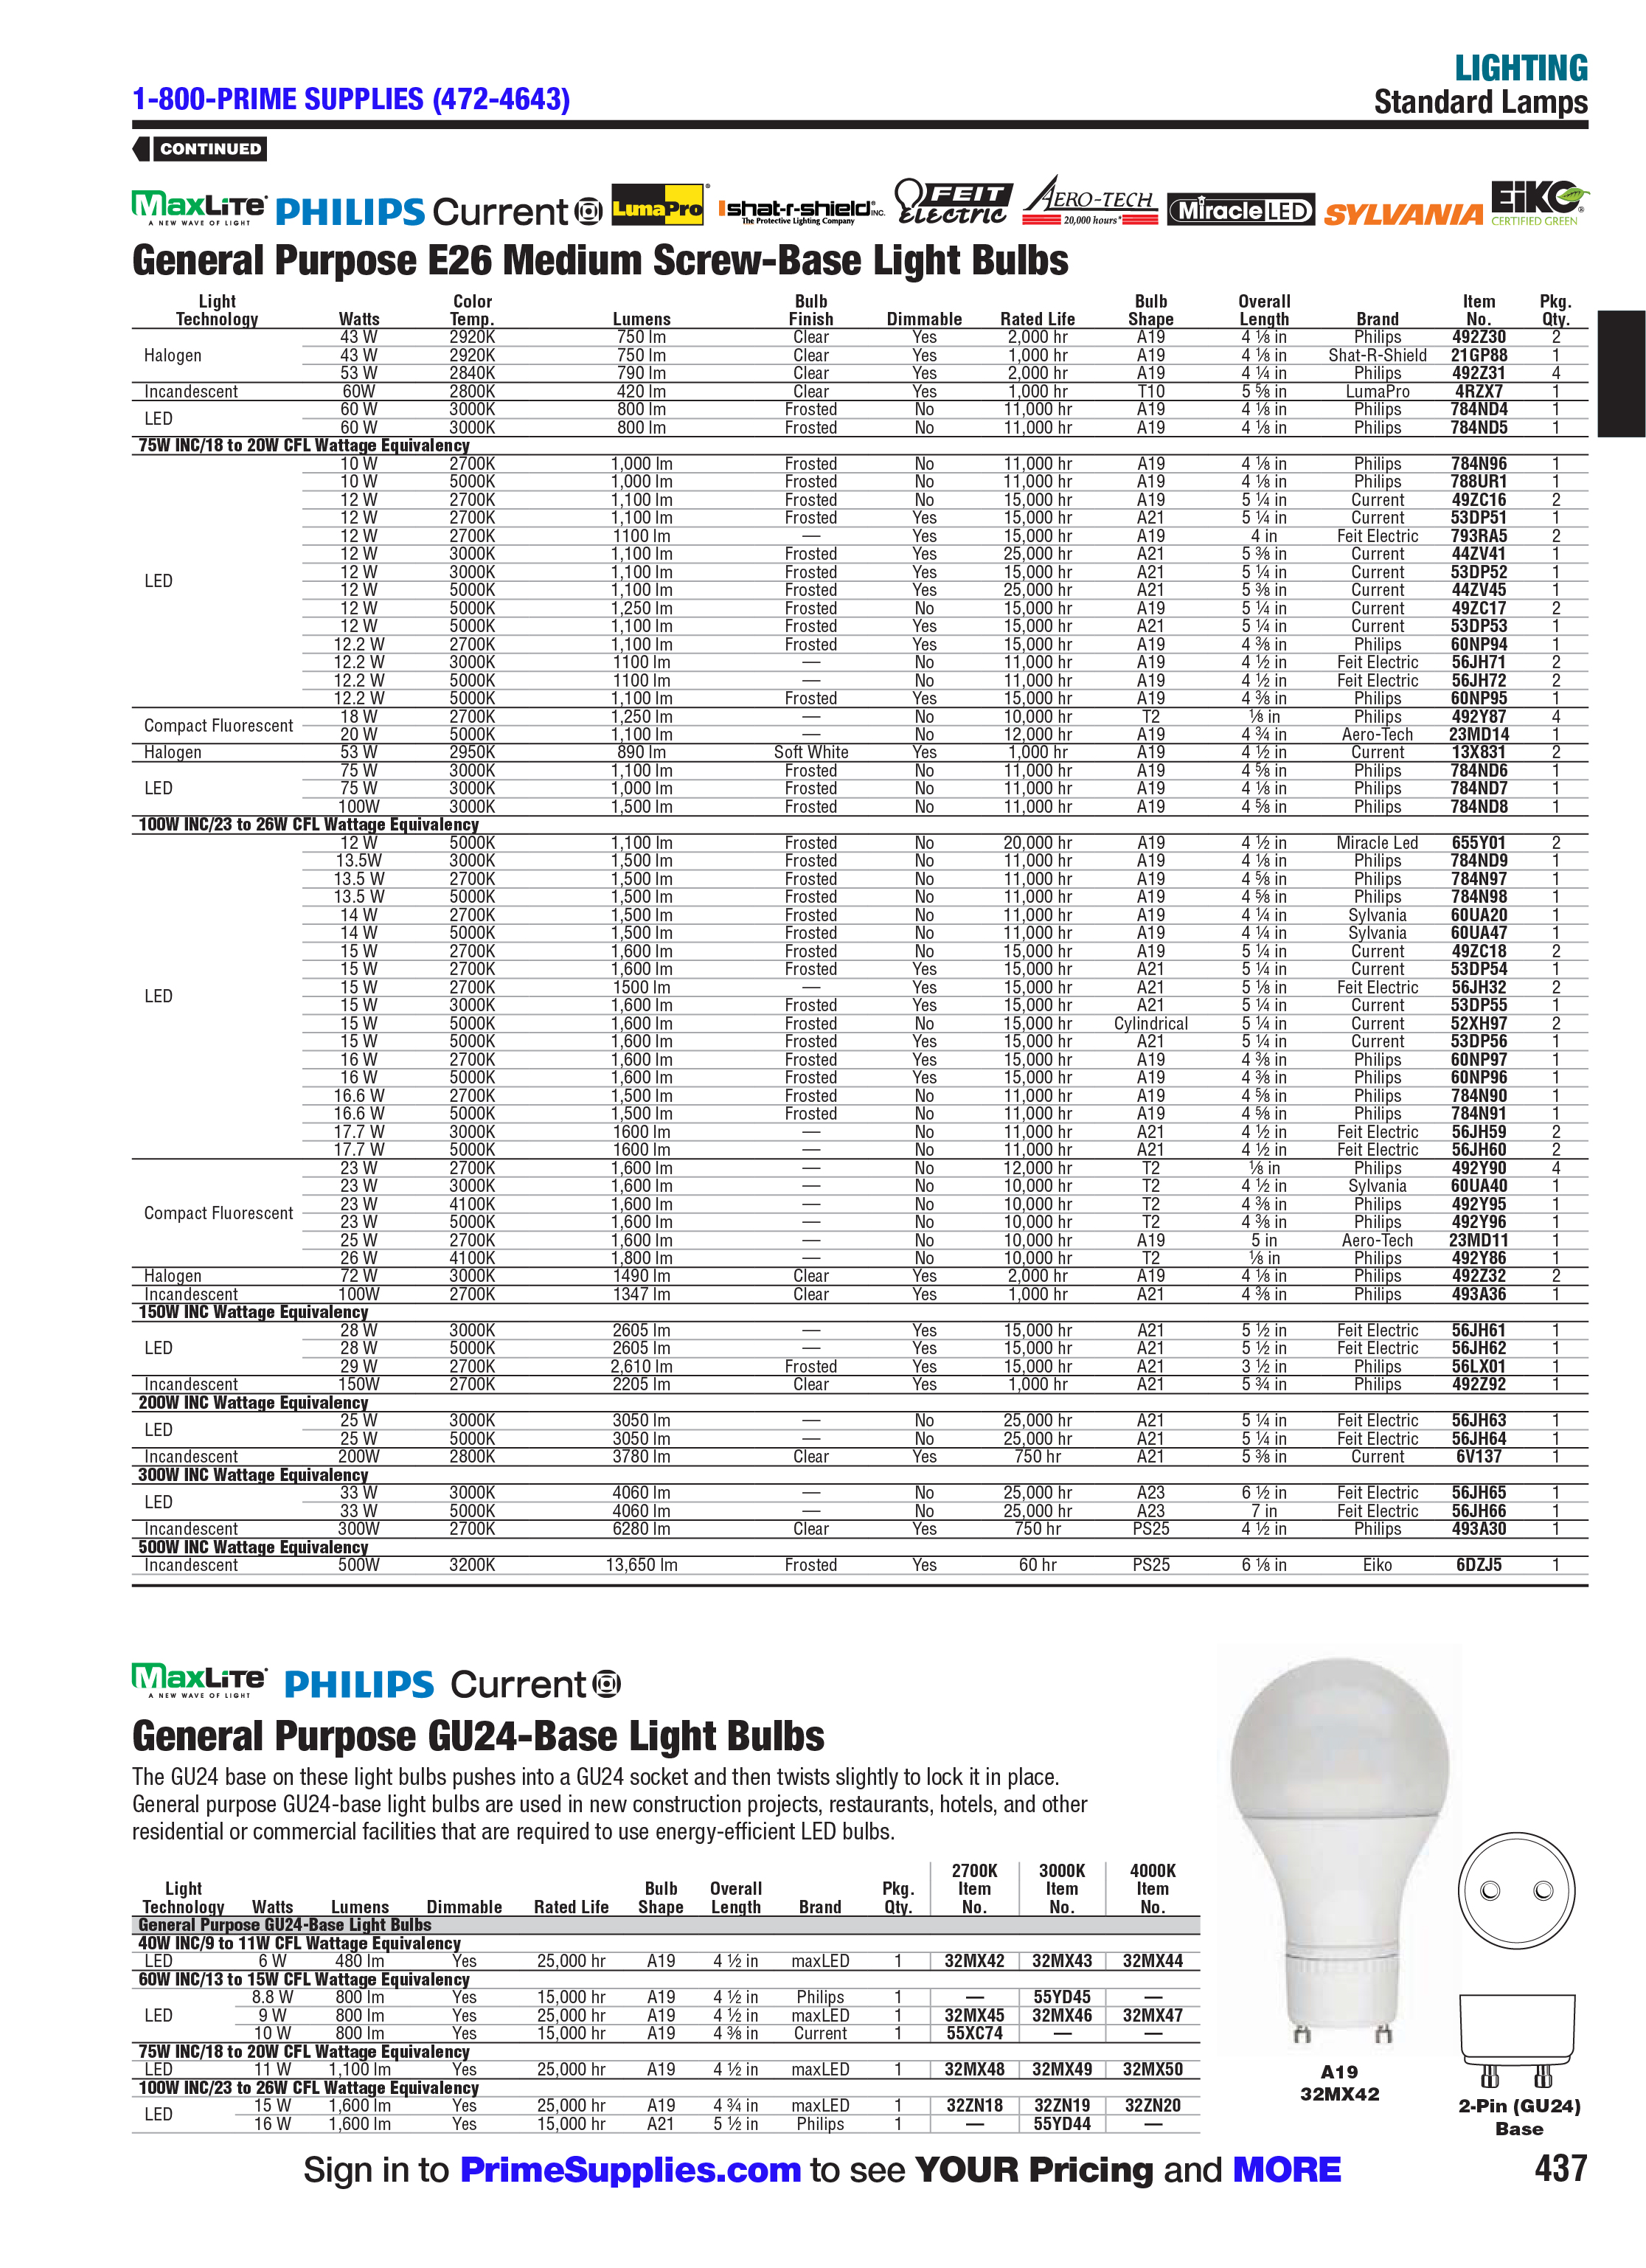 LIGHTING
1-800-PRIME SUPPLIES (472-4643)
Standard Lamps
CONTINUED
MaxLite A NEW WAVE OF LIGHT PHILIPS Current LumaPro shat-r-shield INC. The Protective Lighting Company FEIT ELECTRIC AERO-TECH 20,000 hours* Miracle LED SYLVANIA EiKO CERTIFIED GREEN
General Purpose E26 Medium Screw-Base Light Bulbs
Light Color Bulb Bulb Overall Item Pkg.
Technology Watts Temp. Lumens Finish Dimmable Rated Life Shape Length Brand No. Qty.
43 W 2920K 750 lm Clear Yes 2,000 hr A19 4 1/8 in Philips 492Z30 2
Halogen 43 W 2920K 750 lm Clear Yes 1,000 hr A19 4 1/8 in Shat-R-Shield 21GP88 1
53 W 2840K 790 lm Clear Yes 2,000 hr A19 4 1/4 in Philips 492Z31 4
Incandescent 60W 2800K 420 lm Clear Yes 1,000 hr T10 5 5/8 in LumaPro 4RZX7 1
LED 60 W 3000K 800 lm Frosted No 11,000 hr A19 4 1/8 in Philips 784ND4 1
60 W 3000K 800 lm Frosted No 11,000 hr A19 4 1/8 in Philips 784ND5 1
75W INC/18 to 20W CFL Wattage Equivalency
10 W 2700K 1,000 lm Frosted No 11,000 hr A19 4 1/8 in Philips 784N96 1
10 W 5000K 1,000 lm Frosted No 11,000 hr A19 4 1/8 in Philips 788UR1 1
12 W 2700K 1,100 lm Frosted No 15,000 hr A19 5 1/4 in Current 49ZC16 2
12 W 2700K 1,100 lm Frosted Yes 15,000 hr A21 5 1/4 in Current 53DP51 1
12 W 2700K 1100 lm — Yes 15,000 hr A19 4 in Feit Electric 793RA5 2
12 W 3000K 1,100 lm Frosted Yes 25,000 hr A21 5 3/8 in Current 44ZV41 1
LED 12 W 3000K 1,100 lm Frosted Yes 15,000 hr A21 5 1/4 in Current 53DP52 1
12 W 5000K 1,100 lm Frosted Yes 25,000 hr A21 5 3/8 in Current 44ZV45 1
12 W 5000K 1,250 lm Frosted No 15,000 hr A19 5 1/4 in Current 49ZC17 2
12 W 5000K 1,100 lm Frosted Yes 15,000 hr A21 5 1/4 in Current 53DP53 1
12.2 W 2700K 1,100 lm Frosted Yes 15,000 hr A19 4 3/8 in Philips 60NP94 1
12.2 W 3000K 1100 lm — No 11,000 hr A19 4 1/2 in Feit Electric 56JH71 2
12.2 W 5000K 1100 lm — No 11,000 hr A19 4 1/2 in Feit Electric 56JH72 2
12.2 W 5000K 1,100 lm Frosted Yes 15,000 hr A19 4 3/8 in Philips 60NP95 1
Compact Fluorescent 18 W 2700K 1,250 lm — No 10,000 hr T2 1/8 in Philips 492Y87 4
20 W 5000K 1,100 lm — No 12,000 hr A19 4 3/4 in Aero-Tech 23MD14 1
Halogen 53 W 2950K 890 lm Soft White Yes 1,000 hr A19 4 1/2 in Current 13X831 2
75 W 3000K 1,100 lm Frosted No 11,000 hr A19 4 5/8 in Philips 784ND6 1
LED 75 W 3000K 1,000 lm Frosted No 11,000 hr A19 4 1/8 in Philips 784ND7 1
100W 3000K 1,500 lm Frosted No 11,000 hr A19 4 5/8 in Philips 784ND8 1
100W INC/23 to 26W CFL Wattage Equivalency
12 W 5000K 1,100 lm Frosted No 20,000 hr A19 4 1/2 in Miracle Led 655Y01 2
13.5W 3000K 1,500 lm Frosted No 11,000 hr A19 4 1/8 in Philips 784ND9 1
13.5 W 2700K 1,500 lm Frosted No 11,000 hr A19 4 5/8 in Philips 784N97 1
13.5 W 5000K 1,500 lm Frosted No 11,000 hr A19 4 5/8 in Philips 784N98 1
14 W 2700K 1,500 lm Frosted No 11,000 hr A19 4 1/4 in Sylvania 60UA20 1
14 W 5000K 1,500 lm Frosted No 11,000 hr A19 4 1/4 in Sylvania 60UA47 1
15 W 2700K 1,600 lm Frosted No 15,000 hr A19 5 1/4 in Current 49ZC18 2
15 W 2700K 1,600 lm Frosted Yes 15,000 hr A21 5 1/4 in Current 53DP54 1
LED 15 W 2700K 1500 lm — Yes 15,000 hr A21 5 1/8 in Feit Electric 56JH32 2
15 W 3000K 1,600 lm Frosted Yes 15,000 hr A21 5 1/4 in Current 53DP55 1
15 W 5000K 1,600 lm Frosted No 15,000 hr Cylindrical 5 1/4 in Current 52XH97 2
15 W 5000K 1,600 lm Frosted Yes 15,000 hr A21 5 1/4 in Current 53DP56 1
16 W 2700K 1,600 lm Frosted Yes 15,000 hr A19 4 3/8 in Philips 60NP97 1
16 W 5000K 1,600 lm Frosted Yes 15,000 hr A19 4 3/8 in Philips 60NP96 1
16.6 W 2700K 1,500 lm Frosted No 11,000 hr A19 4 5/8 in Philips 784N90 1
16.6 W 5000K 1,500 lm Frosted No 11,000 hr A19 4 5/8 in Philips 784N91 1
17.7 W 3000K 1600 lm — No 11,000 hr A21 4 1/2 in Feit Electric 56JH59 2
17.7 W 5000K 1600 lm — No 11,000 hr A21 4 1/2 in Feit Electric 56JH60 2
23 W 2700K 1,600 lm — No 12,000 hr T2 1/8 in Philips 492Y90 4
23 W 3000K 1,600 lm — No 10,000 hr T2 4 1/2 in Sylvania 60UA40 1
Compact Fluorescent 23 W 4100K 1,600 lm — No 10,000 hr T2 4 3/8 in Philips 492Y95 1
23 W 5000K 1,600 lm — No 10,000 hr T2 4 3/8 in Philips 492Y96 1
25 W 2700K 1,600 lm — No 10,000 hr A19 5 in Aero-Tech 23MD11 1
26 W 4100K 1,800 lm — No 10,000 hr T2 1/8 in Philips 492Y86 1
Halogen 72 W 3000K 1490 lm Clear Yes 2,000 hr A19 4 1/8 in Philips 492Z32 2
Incandescent 100W 2700K 1347 lm Clear Yes 1,000 hr A21 4 3/8 in Philips 493A36 1
150W INC Wattage Equivalency
28 W 3000K 2605 lm — Yes 15,000 hr A21 5 1/2 in Feit Electric 56JH61 1
LED 28 W 5000K 2605 lm — Yes 15,000 hr A21 5 1/2 in Feit Electric 56JH62 1
29 W 2700K 2,610 lm Frosted Yes 15,000 hr A21 3 1/2 in Philips 56LX01 1
Incandescent 150W 2700K 2205 lm Clear Yes 1,000 hr A21 5 3/4 in Philips 492Z92 1
200W INC Wattage Equivalency
LED 25 W 3000K 3050 lm — No 25,000 hr A21 5 1/4 in Feit Electric 56JH63 1
25 W 5000K 3050 lm — No 25,000 hr A21 5 1/4 in Feit Electric 56JH64 1
Incandescent 200W 2800K 3780 lm Clear Yes 750 hr A21 5 3/8 in Current 6V137 1
300W INC Wattage Equivalency
LED 33 W 3000K 4060 lm — No 25,000 hr A23 6 1/2 in Feit Electric 56JH65 1
33 W 5000K 4060 lm — No 25,000 hr A23 7 in Feit Electric 56JH66 1
Incandescent 300W 2700K 6280 lm Clear Yes 750 hr PS25 4 1/2 in Philips 493A30 1
500W INC Wattage Equivalency
Incandescent 500W 3200K 13,650 lm Frosted Yes 60 hr PS25 6 1/8 in Eiko 6DZJ5 1
MaxLite A NEW WAVE OF LIGHT PHILIPS Current
General Purpose GU24-Base Light Bulbs
The GU24 base on these light bulbs pushes into a GU24 socket and then twists slightly to lock it in place.
General purpose GU24-base light bulbs are used in new construction projects, restaurants, hotels, and other
residential or commercial facilities that are required to use energy-efficient LED bulbs.
2700K 3000K 4000K
Light Bulb Overall Pkg. Item Item Item
Technology Watts Lumens Dimmable Rated Life Shape Length Brand Qty. No. No. No.
General Purpose GU24-Base Light Bulbs
40W INC/9 to 11W CFL Wattage Equivalency
LED 6 W 480 lm Yes 25,000 hr A19 4 1/2 in maxLED 1 32MX42 32MX43 32MX44
60W INC/13 to 15W CFL Wattage Equivalency
8.8 W 800 lm Yes 15,000 hr A19 4 1/2 in Philips 1 — 55YD45 —
LED 9 W 800 lm Yes 25,000 hr A19 4 1/2 in maxLED 1 32MX45 32MX46 32MX47
10 W 800 lm Yes 15,000 hr A19 4 3/8 in Current 1 55XC74 — —
75W INC/18 to 20W CFL Wattage Equivalency
LED 11 W 1,100 lm Yes 25,000 hr A19 4 1/2 in maxLED 1 32MX48 32MX49 32MX50
100W INC/23 to 26W CFL Wattage Equivalency
LED 15 W 1,600 lm Yes 25,000 hr A19 4 3/4 in maxLED 1 32ZN18 32ZN19 32ZN20
16 W 1,600 lm Yes 15,000 hr A21 5 1/2 in Philips 1 — 55YD44 —
A19
32MX42
2-Pin (GU24)
Base
Sign in to PrimeSupplies.com to see YOUR Pricing and MORE
437